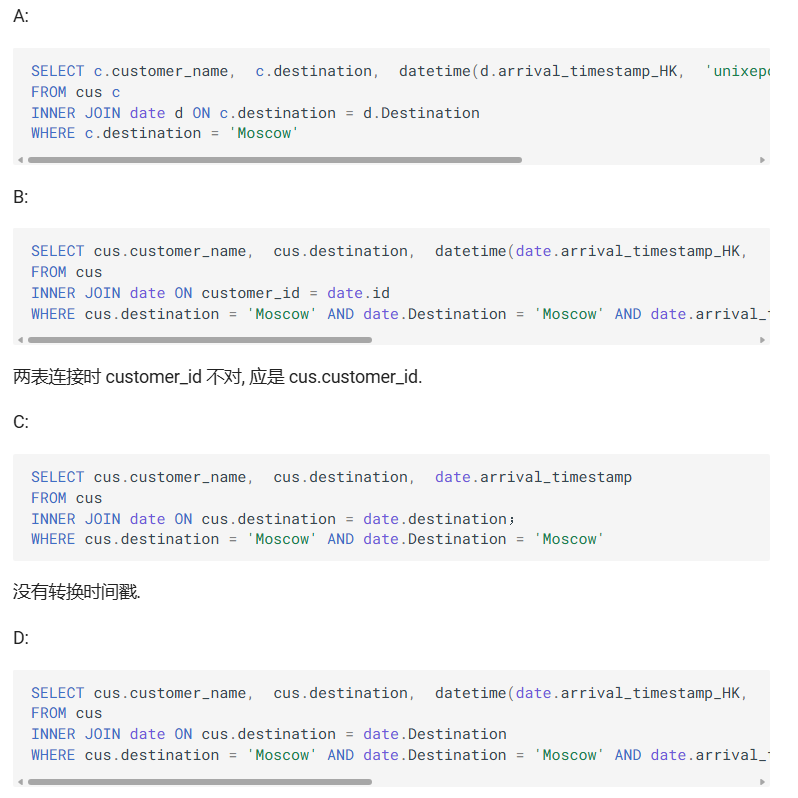 A:
SELECT c.customer_name,  c.destination,  datetime(d.arrival_timestamp_HK,  'unixepo
FROM cus c
INNER JOIN date d ON c.destination = d.Destination
WHERE c.destination = 'Moscow'
B:
SELECT cus.customer_name,  cus.destination,  datetime(date.arrival_timestamp_HK,
FROM cus
INNER JOIN date ON customer_id = date.id
WHERE cus.destination = 'Moscow' AND date.Destination = 'Moscow' AND date.arrival_
两表连接时 customer_id 不对, 应是 cus.customer_id.
C:
SELECT cus.customer_name,  cus.destination,  date.arrival_timestamp
FROM cus
INNER JOIN date ON cus.destination = date.destination；
WHERE cus.destination = 'Moscow' AND date.Destination = 'Moscow'
没有转换时间戳.
D:
SELECT cus.customer_name,  cus.destination,  datetime(date.arrival_timestamp_HK,
FROM cus
INNER JOIN date ON cus.destination = date.Destination
WHERE cus.destination = 'Moscow' AND date.Destination = 'Moscow' AND date.arrival_